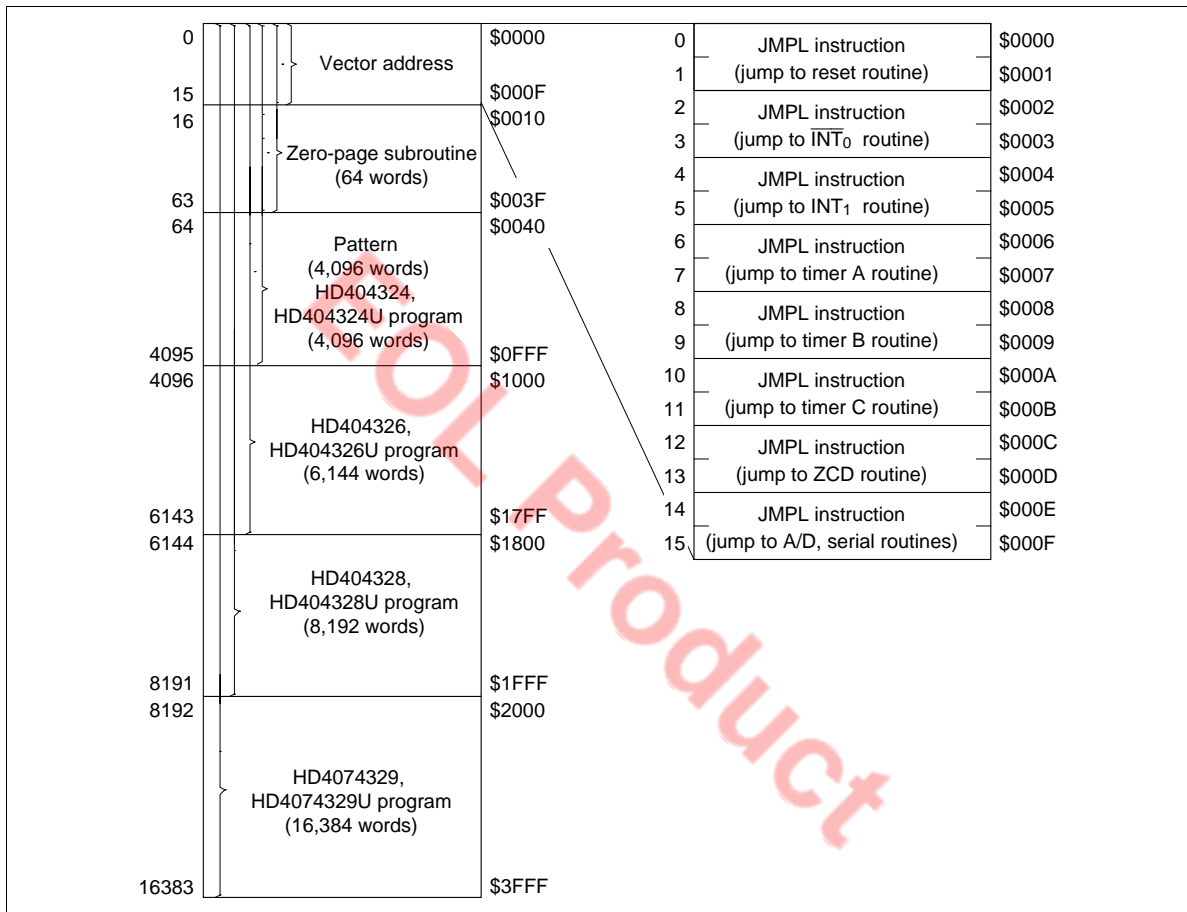 0 $0000
Vector address
15 $000F
16 $0010
Zero-page subroutine
(64 words)
63 $003F
64 $0040
Pattern
(4,096 words)
HD404324,
HD404324U program
(4,096 words)
4095 $0FFF
4096 $1000
HD404326,
HD404326U program
(6,144 words)
6143 $17FF
6144 $1800
HD404328,
HD404328U program
(8,192 words)
8191 $1FFF
8192 $2000
HD4074329,
HD4074329U program
(16,384 words)
16383 $3FFF
0 JMPL instruction $0000
1 (jump to reset routine) $0001
2 JMPL instruction $0002
3 (jump to I̅N̅T̅₀ routine) $0003
4 JMPL instruction $0004
5 (jump to INT₁ routine) $0005
6 JMPL instruction $0006
7 (jump to timer A routine) $0007
8 JMPL instruction $0008
9 (jump to timer B routine) $0009
10 JMPL instruction $000A
11 (jump to timer C routine) $000B
12 JMPL instruction $000C
13 (jump to ZCD routine) $000D
14 JMPL instruction $000E
15 (jump to A/D, serial routines) $000F
EOL Product